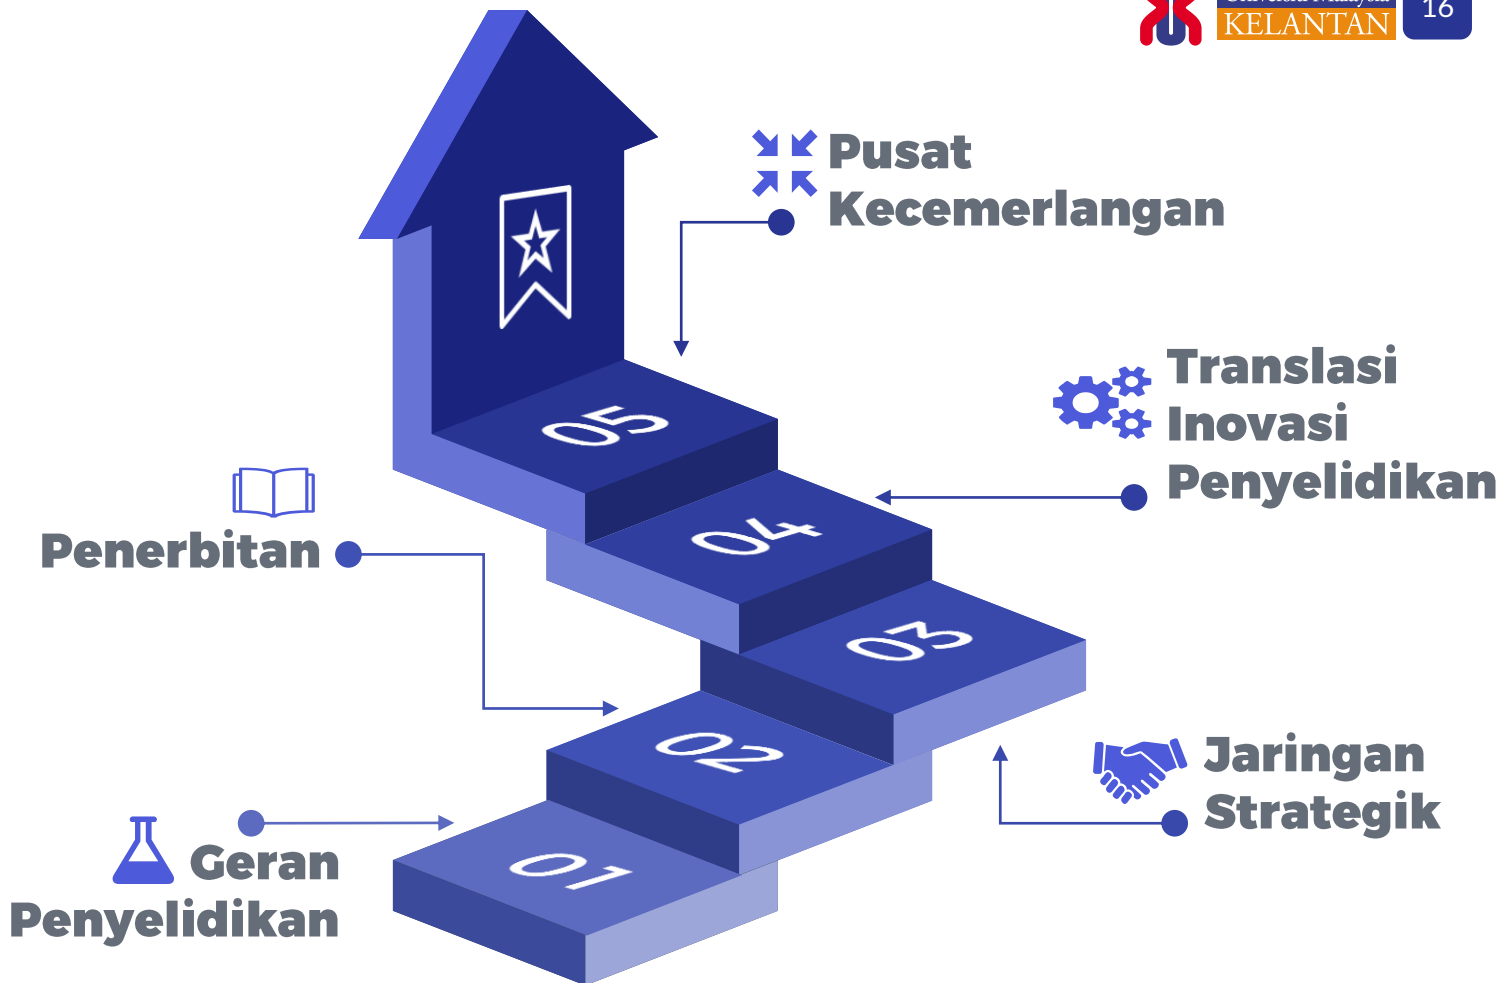 KELANTAN
16
Pusat
Kecemerlangan
05
Translasi
Inovasi
Penyelidikan
04
Penerbitan
03
02
Jaringan
Strategik
01
Geran
Penyelidikan